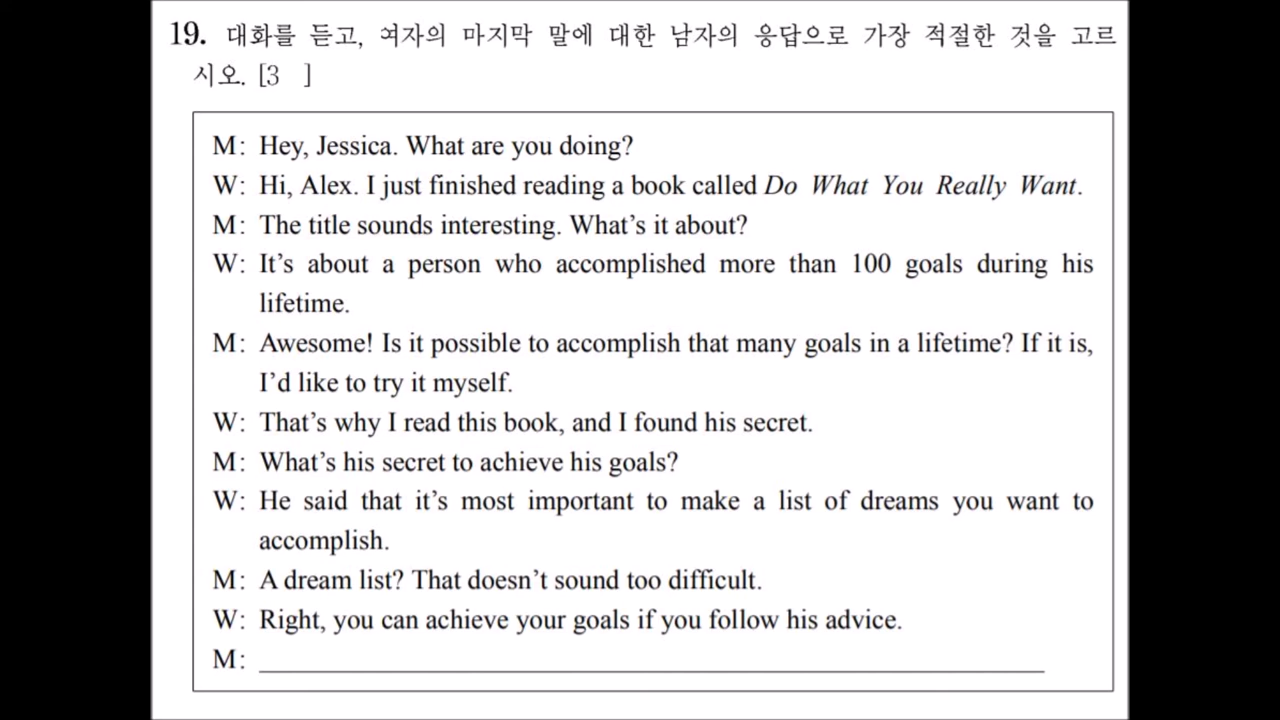 19. 대화를 듣고, 여자의 마지막 말에 대한 남자의 응답으로 가장 적절한 것을 고르
시오. [3 ]
M: Hey, Jessica. What are you doing?
W: Hi, Alex. I just finished reading a book called Do What You Really Want.
M: The title sounds interesting. What’s it about?
W: It’s about a person who accomplished more than 100 goals during his
lifetime.
M: Awesome! Is it possible to accomplish that many goals in a lifetime? If it is,
I’d like to try it myself.
W: That’s why I read this book, and I found his secret.
M: What’s his secret to achieve his goals?
W: He said that it’s most important to make a list of dreams you want to
accomplish.
M: A dream list? That doesn’t sound too difficult.
W: Right, you can achieve your goals if you follow his advice.
M: